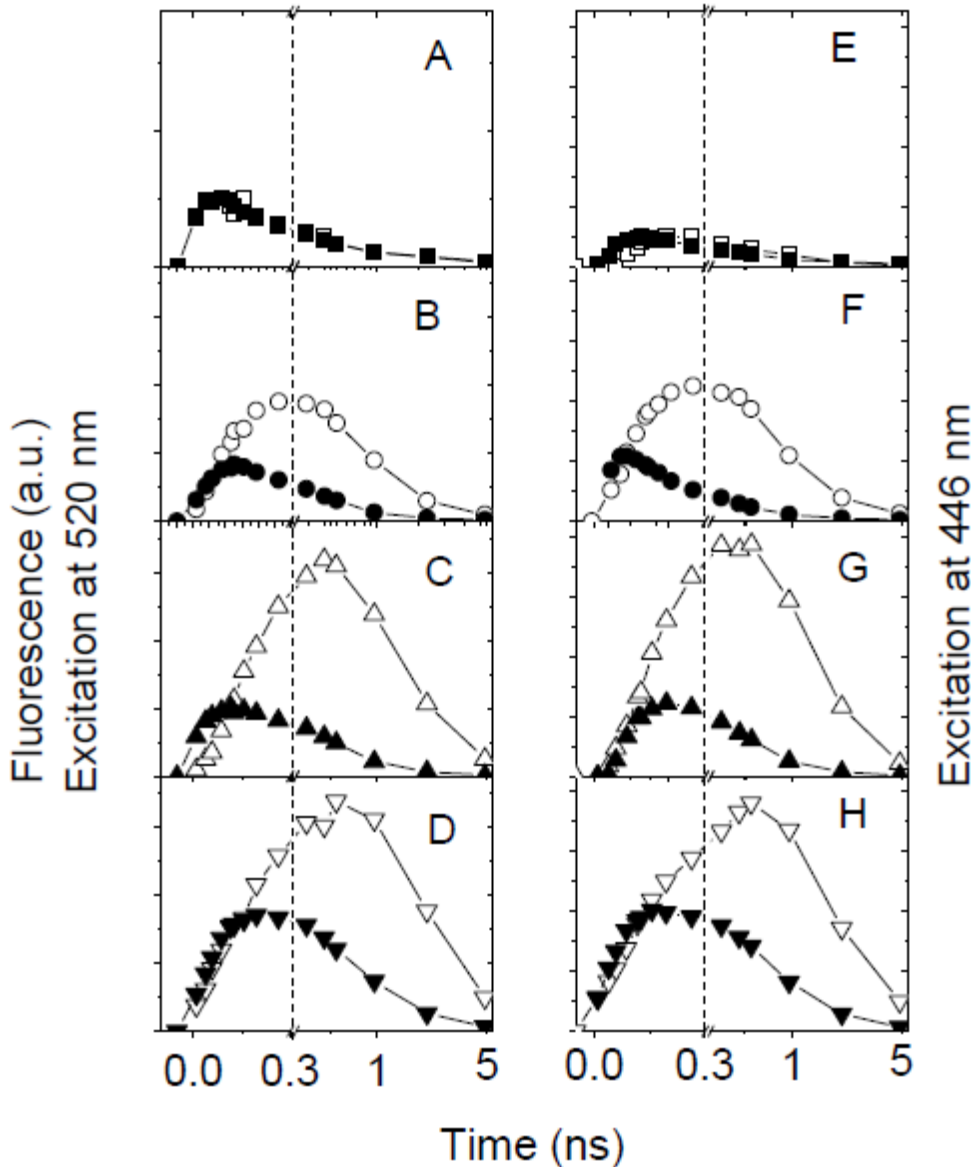 Fluorescence (a.u.)
Excitation at 520 nm
A
B
C
D
E
F
G
H
Excitation at 446 nm
0.0 0.3 1 5
0.0 0.3 1 5
Time (ns)